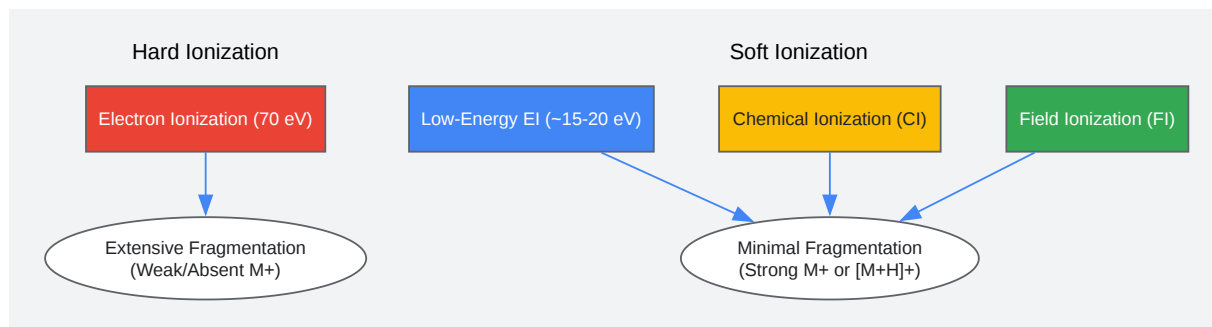 Hard Ionization
Soft Ionization
Electron Ionization (70 eV)
Low-Energy EI (~15-20 eV)
Chemical Ionization (CI)
Field Ionization (FI)
Extensive Fragmentation
(Weak/Absent M+)
Minimal Fragmentation
(Strong M+ or [M+H]+)